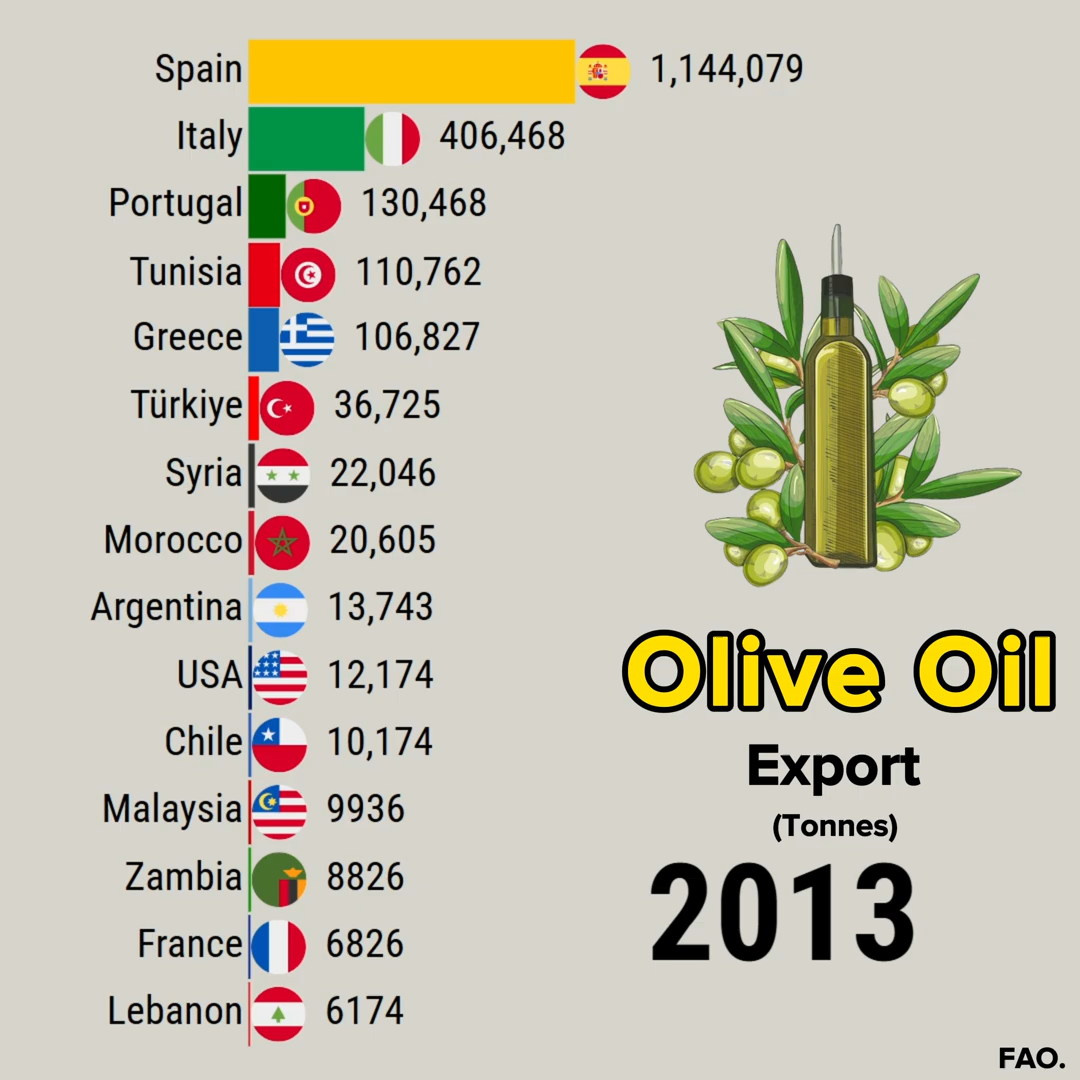 Spain 1,144,079
Italy 406,468
Portugal 130,468
Tunisia 110,762
Greece 106,827
Türkiye 36,725
Syria 22,046
Morocco 20,605
Argentina 13,743
USA 12,174
Chile 10,174
Malaysia 9936
Zambia 8826
France 6826
Lebanon 6174
Olive Oil
Export
(Tonnes)
2013
FAO.